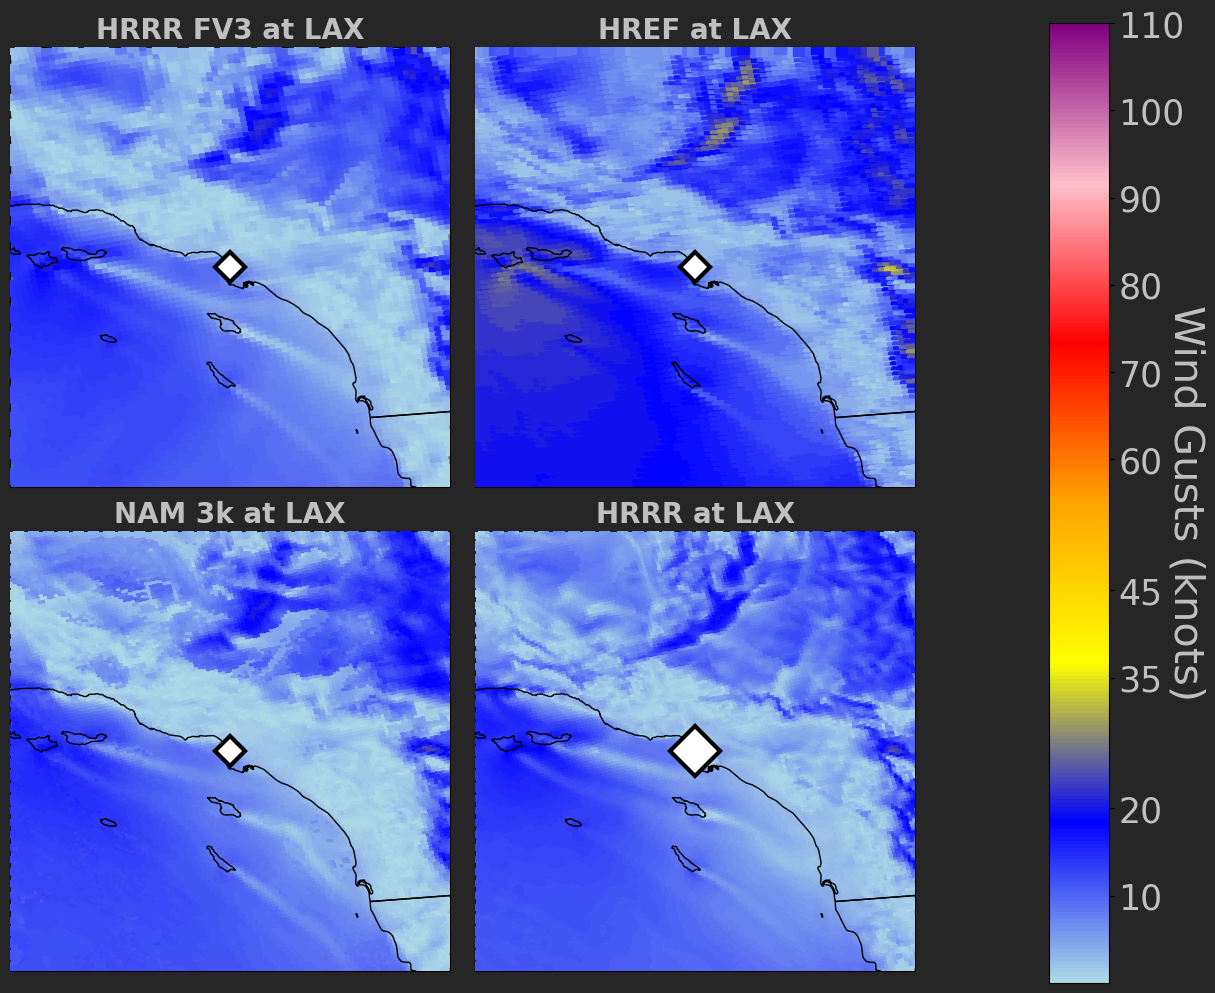 HRRR FV3 at LAX
HREF at LAX
NAM 3k at LAX
HRRR at LAX
110
100
90
80
70
60
45
35
20
10
Wind Gusts (knots)